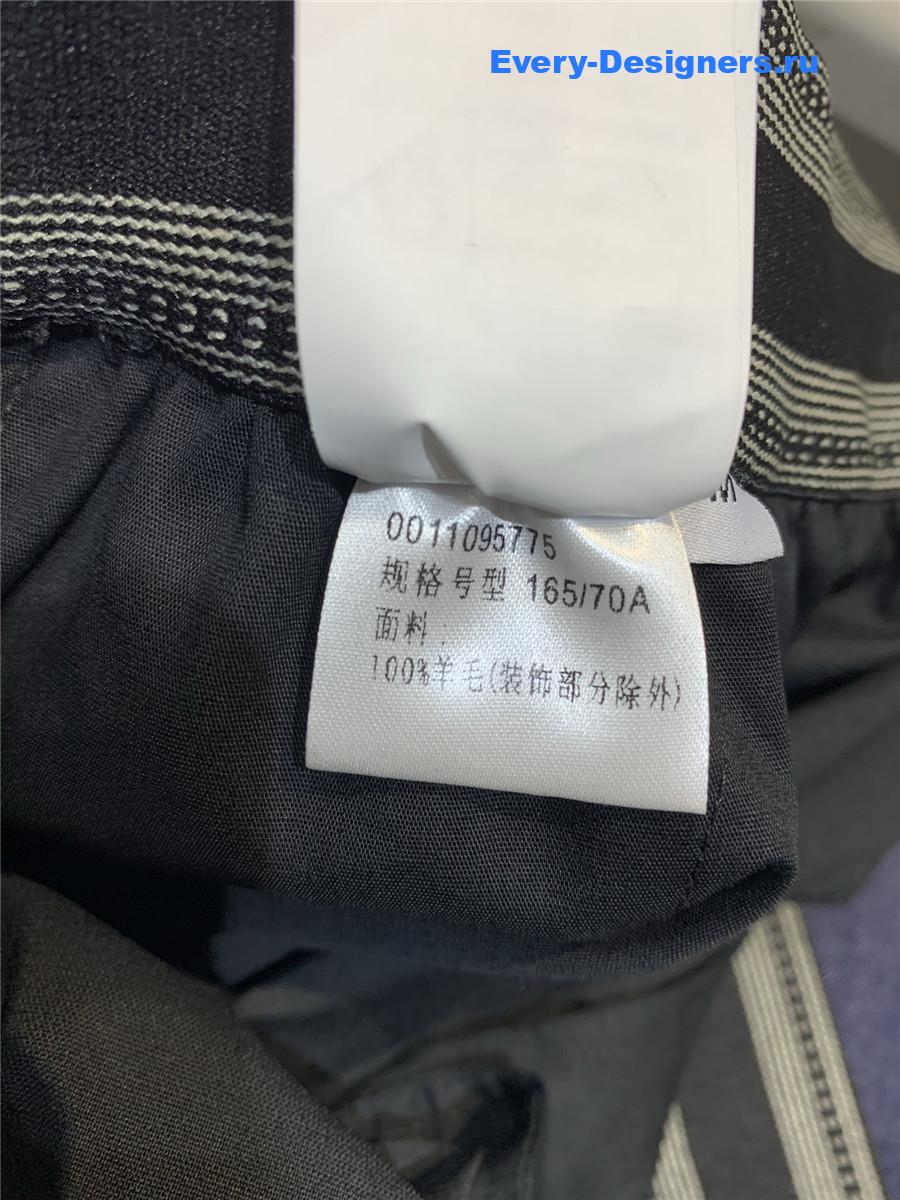 Every-Designers.ru
0011095775
规格号型 165/70A
面料:
100%羊毛(装饰部分除外)